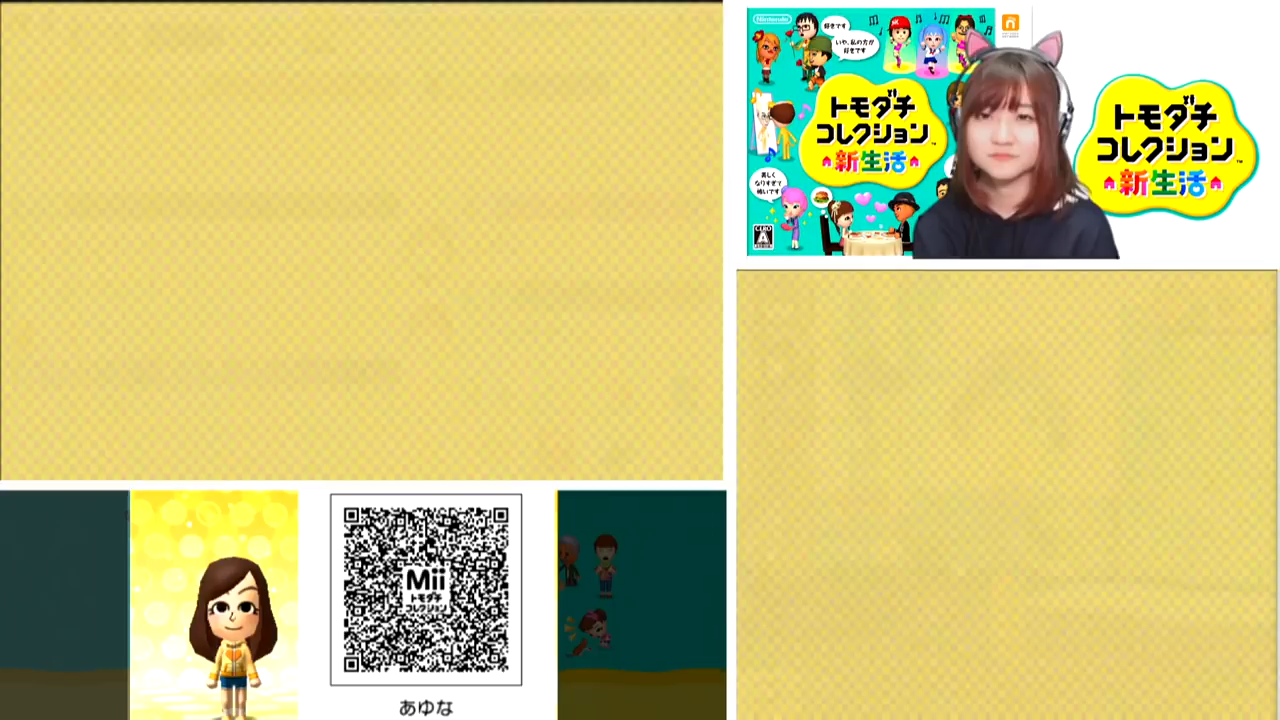 Nintendo
好きです
いや、私の方が
好きです
トモダチ
コレクション
新生活
美しく
なりすぎて
怖いです
CERO
A
トモダチ
コレクション
新生活
Mii
トモダチ
コレクション
あゆな